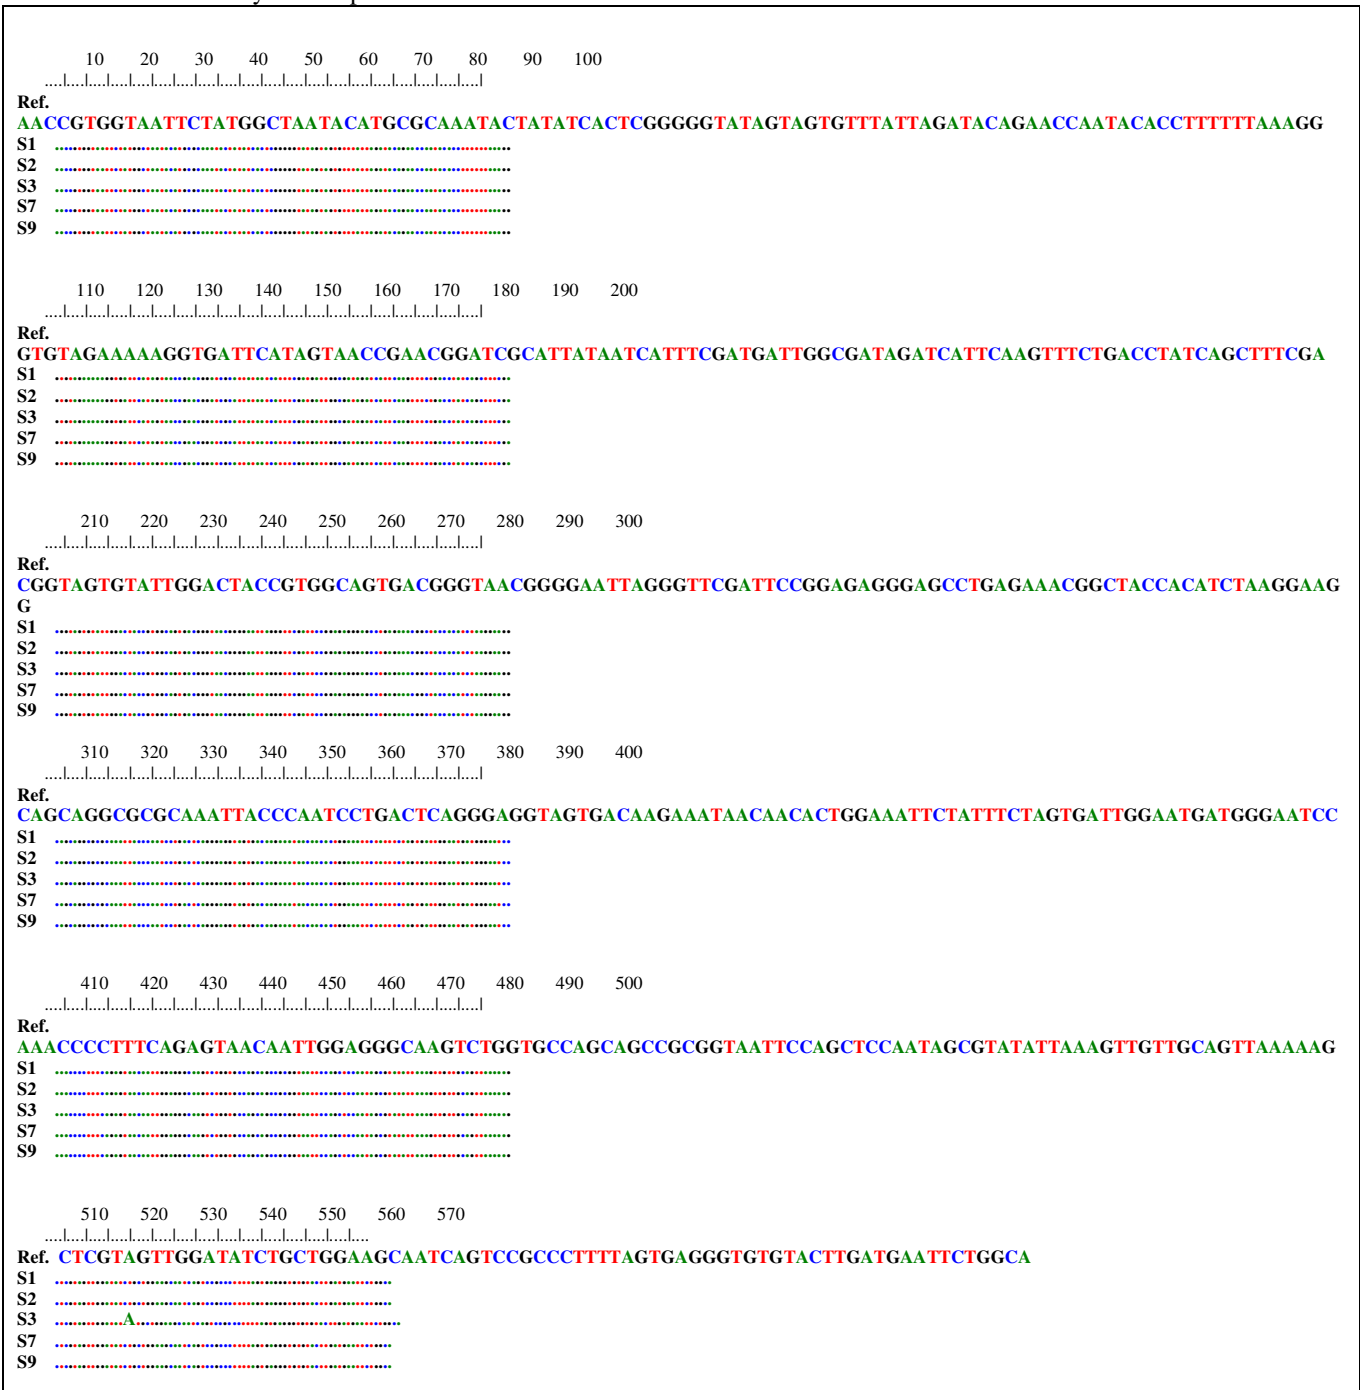 10 20 30 40 50 60 70 80 90 100
....|....|....|....|....|....|....|....|....|....|....|....|....|....|....|....|....|....|....|....|
Ref.
AACCGTGGTAATTCTATGGCTAATACATGCGCAAATACTATATCACTCGGGGGTATAGTAGTGTTTATTAGATACAGAACCAATACACCTTTTTTAAAGG
S1
S2
S3
S7
S9
110 120 130 140 150 160 170 180 190 200
....|....|....|....|....|....|....|....|....|....|....|....|....|....|....|....|....|....|....|....|
Ref.
GTGTAGAAAAAGGTGATTCATAGTAACCGAACGGATCGCATTATAATCATTTCGATGATTGGCGATAGATCATTCAAGTTTCTGACCTATCAGCTTTCGA
S1
S2
S3
S7
S9
210 220 230 240 250 260 270 280 290 300
....|....|....|....|....|....|....|....|....|....|....|....|....|....|....|....|....|....|....|....|
Ref.
CGGTAGTGTATTGGACTACCGTGGCAGTGACGGGTAACGGGGAATTAGGGTTCGATTCCGGAGAGGGAGCCTGAGAAACGGCTACCACATCTAAGGAAG
G
S1
S2
S3
S7
S9
310 320 330 340 350 360 370 380 390 400
....|....|....|....|....|....|....|....|....|....|....|....|....|....|....|....|....|....|....|....|
Ref.
CAGCAGGCGCGCAAATTACCCAATCCTGACTCAGGGAGGTAGTGACAAGAAATAACAACACTGGAAATTCTATTTCTAGTGATTGGAATGATGGGAATCC
S1
S2
S3
S7
S9
410 420 430 440 450 460 470 480 490 500
....|....|....|....|....|....|....|....|....|....|....|....|....|....|....|....|....|....|....|....|
Ref.
AAACCCCTTTCAGAGTAACAATTGGAGGGCAAGTCTGGTGCCAGCAGCCGCGGTAATTCCAGCTCCAATAGCGTATATTAAAGTTGTTGCAGTTAAAAAG
S1
S2
S3
S7
S9
510 520 530 540 550 560 570
....|....|....|....|....|....|....|....|....|....|....|....|....|....|....
Ref. CTCGTAGTTGGATATCTGCTGGAAGCAATCAGTCCGCCCTTTTAGTGAGGGTGTGTACTTGATGAATTCTGGCA
S1
S2
S3 A
S7
S9